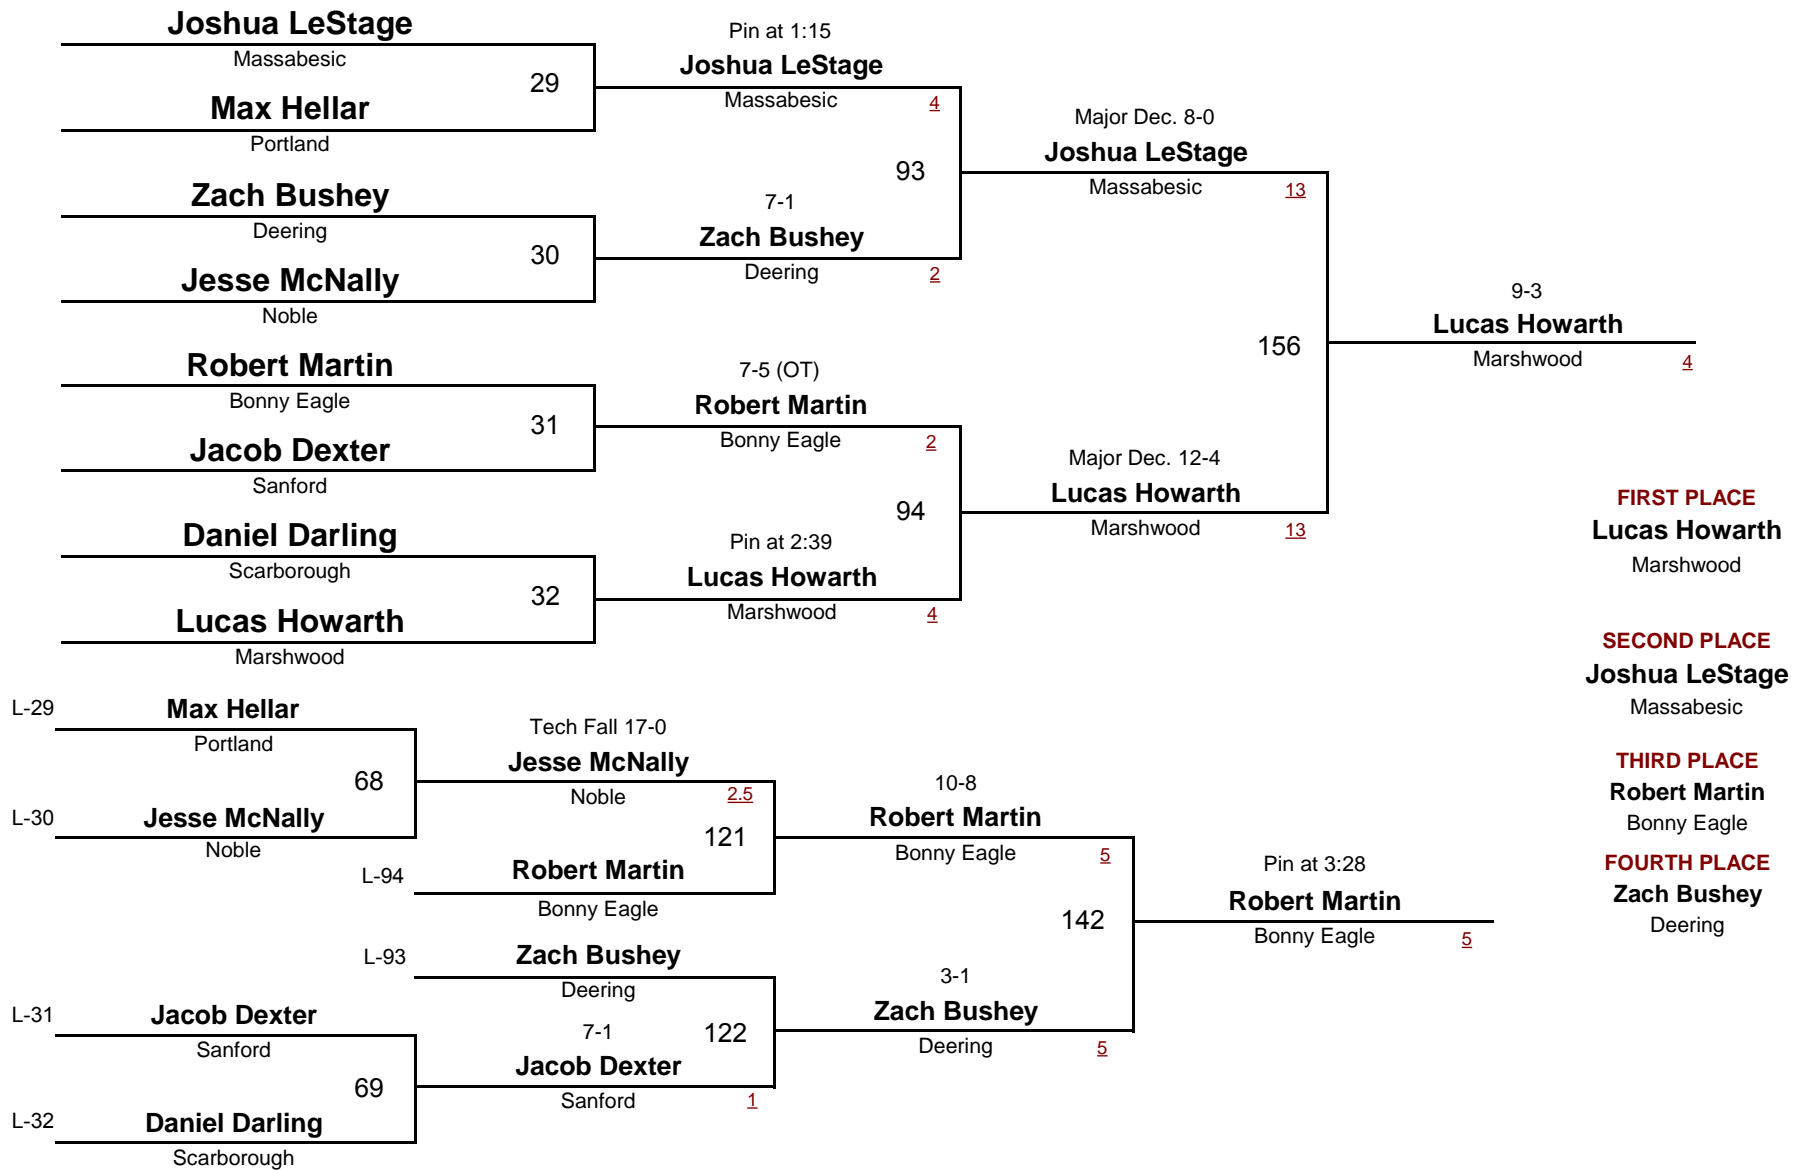 Joshua LeStage
Massabesic
29
Max Hellar
Portland
Zach Bushey
Deering
30
Jesse McNally
Noble
Robert Martin
Bonny Eagle
31
Jacob Dexter
Sanford
Daniel Darling
Scarborough
32
Lucas Howarth
Marshwood
Pin at 1:15
Joshua LeStage
Massabesic
4
93
7-1
Zach Bushey
Deering
2
7-5 (OT)
Robert Martin
Bonny Eagle
2
94
Pin at 2:39
Lucas Howarth
Marshwood
4
Major Dec. 8-0
Joshua LeStage
Massabesic
13
156
Major Dec. 12-4
Lucas Howarth
Marshwood
13
9-3
Lucas Howarth
Marshwood
4
FIRST PLACE
Lucas Howarth
Marshwood
SECOND PLACE
Joshua LeStage
Massabesic
THIRD PLACE
Robert Martin
Bonny Eagle
FOURTH PLACE
Zach Bushey
Deering
L-29
Max Hellar
Portland
68
L-30
Jesse McNally
Noble
L-31
Jacob Dexter
Sanford
69
L-32
Daniel Darling
Scarborough
Tech Fall 17-0
Jesse McNally
Noble
2.5
121
L-94
Robert Martin
Bonny Eagle
L-93
Zach Bushey
Deering
122
7-1
Jacob Dexter
Sanford
1
10-8
Robert Martin
Bonny Eagle
5
142
3-1
Zach Bushey
Deering
5
Pin at 3:28
Robert Martin
Bonny Eagle
5